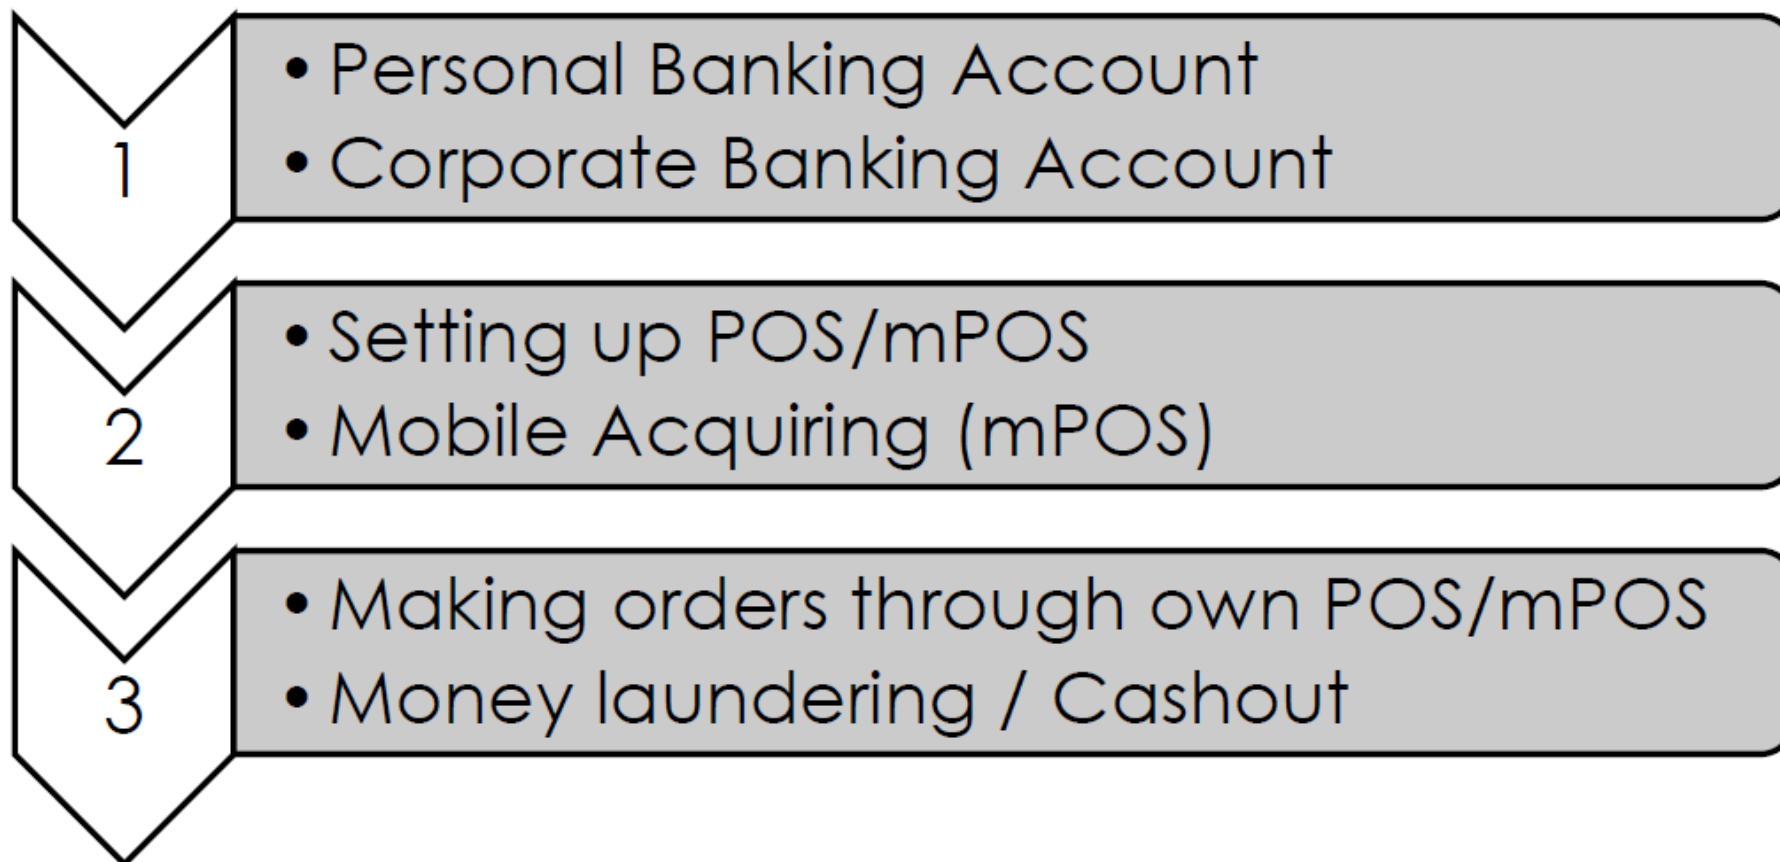 1
• Personal Banking Account
• Corporate Banking Account
2
• Setting up POS/mPOS
• Mobile Acquiring (mPOS)
3
• Making orders through own POS/mPOS
• Money laundering / Cashout